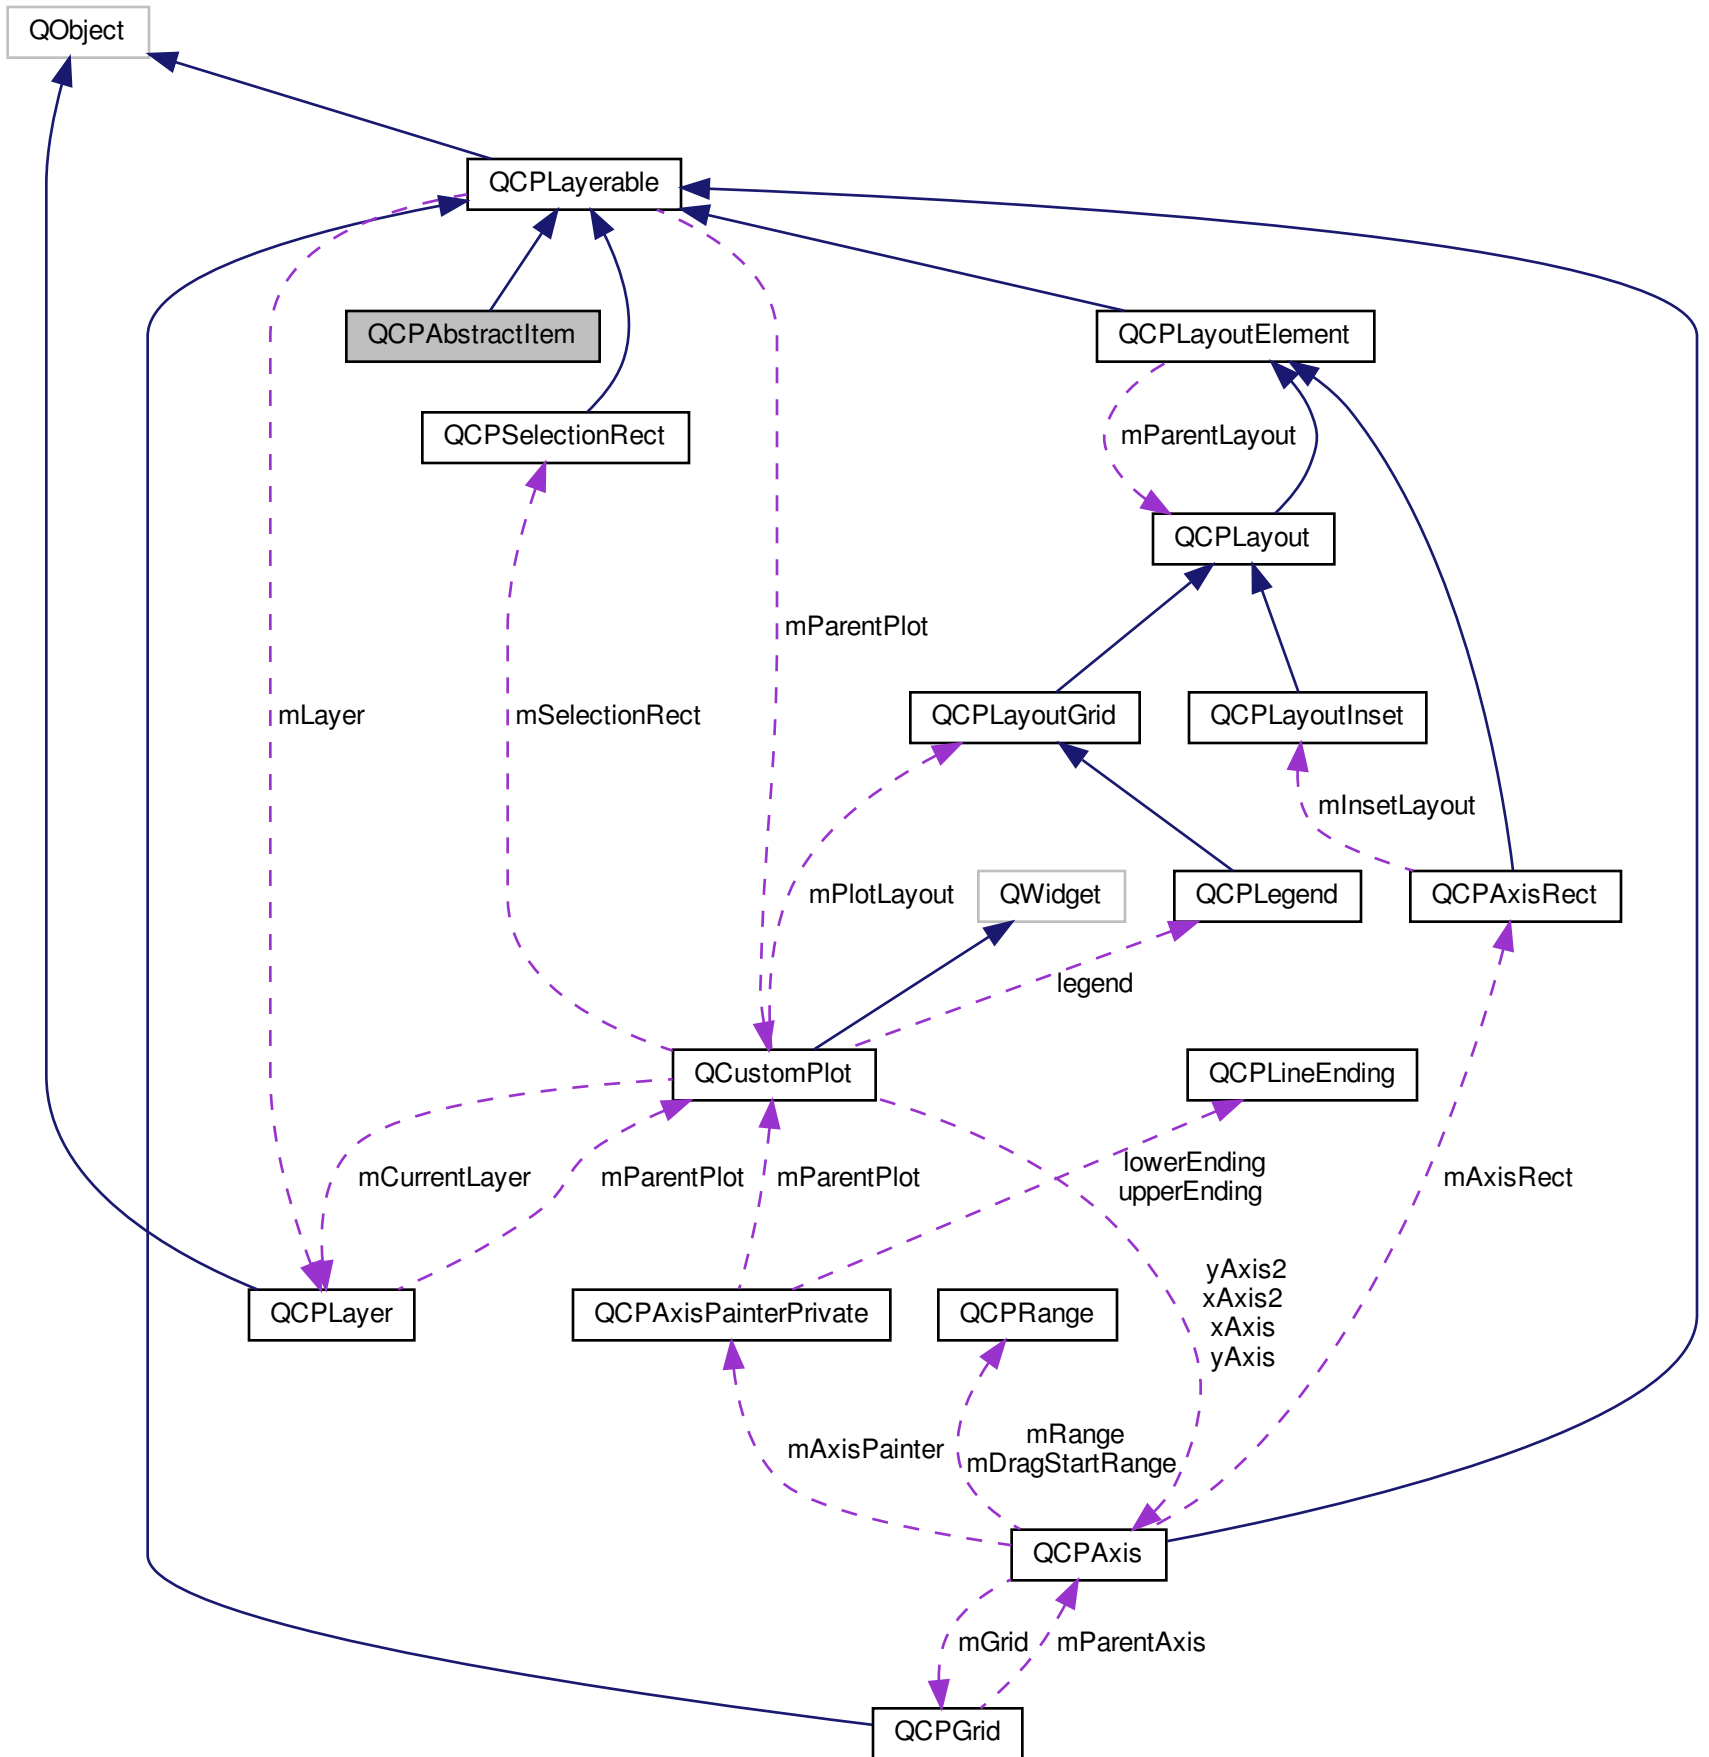 QObject
QCPLayerable
QCPAbstractItem
QCPLayoutElement
QCPSelectionRect
mParentLayout
QCPLayout
mParentPlot
mLayer
mSelectionRect
QCPLayoutGrid
QCPLayoutInset
mInsetLayout
mPlotLayout
QWidget
QCPLegend
QCPAxisRect
legend
QCustomPlot
QCPLineEnding
mCurrentLayer
mParentPlot
mParentPlot
lowerEnding
upperEnding
mAxisRect
yAxis2
xAxis2
xAxis
yAxis
QCPLayer
QCPAxisPainterPrivate
QCPRange
mAxisPainter
mRange
mDragStartRange
QCPAxis
mGrid
mParentAxis
QCPGrid